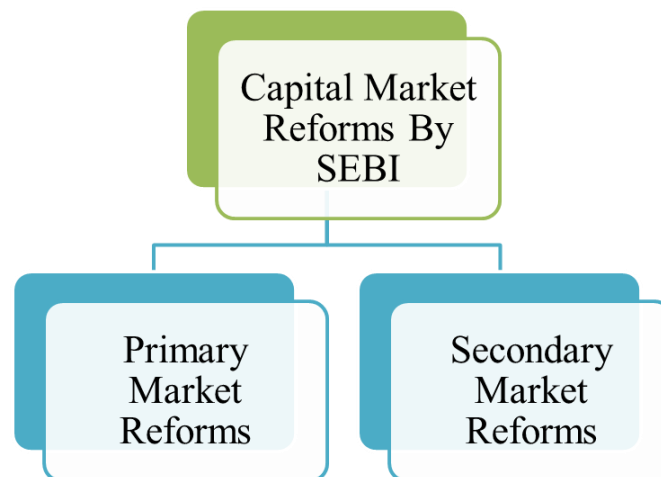 Capital Market
Reforms By
SEBI
Primary
Market
Reforms
Secondary
Market
Reforms